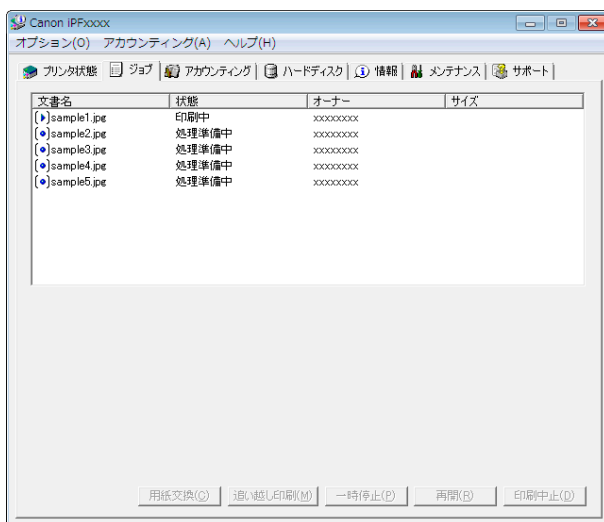 Canon iPFxxxx
オプション(O) アカウンティング(A) ヘルプ(H)
プリンタ状態 ジョブ アカウンティング ハードディスク 情報 メンテナンス サポート
文書名 状態 オーナー サイズ
sample1.jpg 印刷中 xxxxxxxx
sample2.jpg 処理準備中 xxxxxxxx
sample3.jpg 処理準備中 xxxxxxxx
sample4.jpg 処理準備中 xxxxxxxx
sample5.jpg 処理準備中 xxxxxxxx
用紙交換(C) 追い越し印刷(M) 一時停止(P) 再開(R) 印刷中止(D)